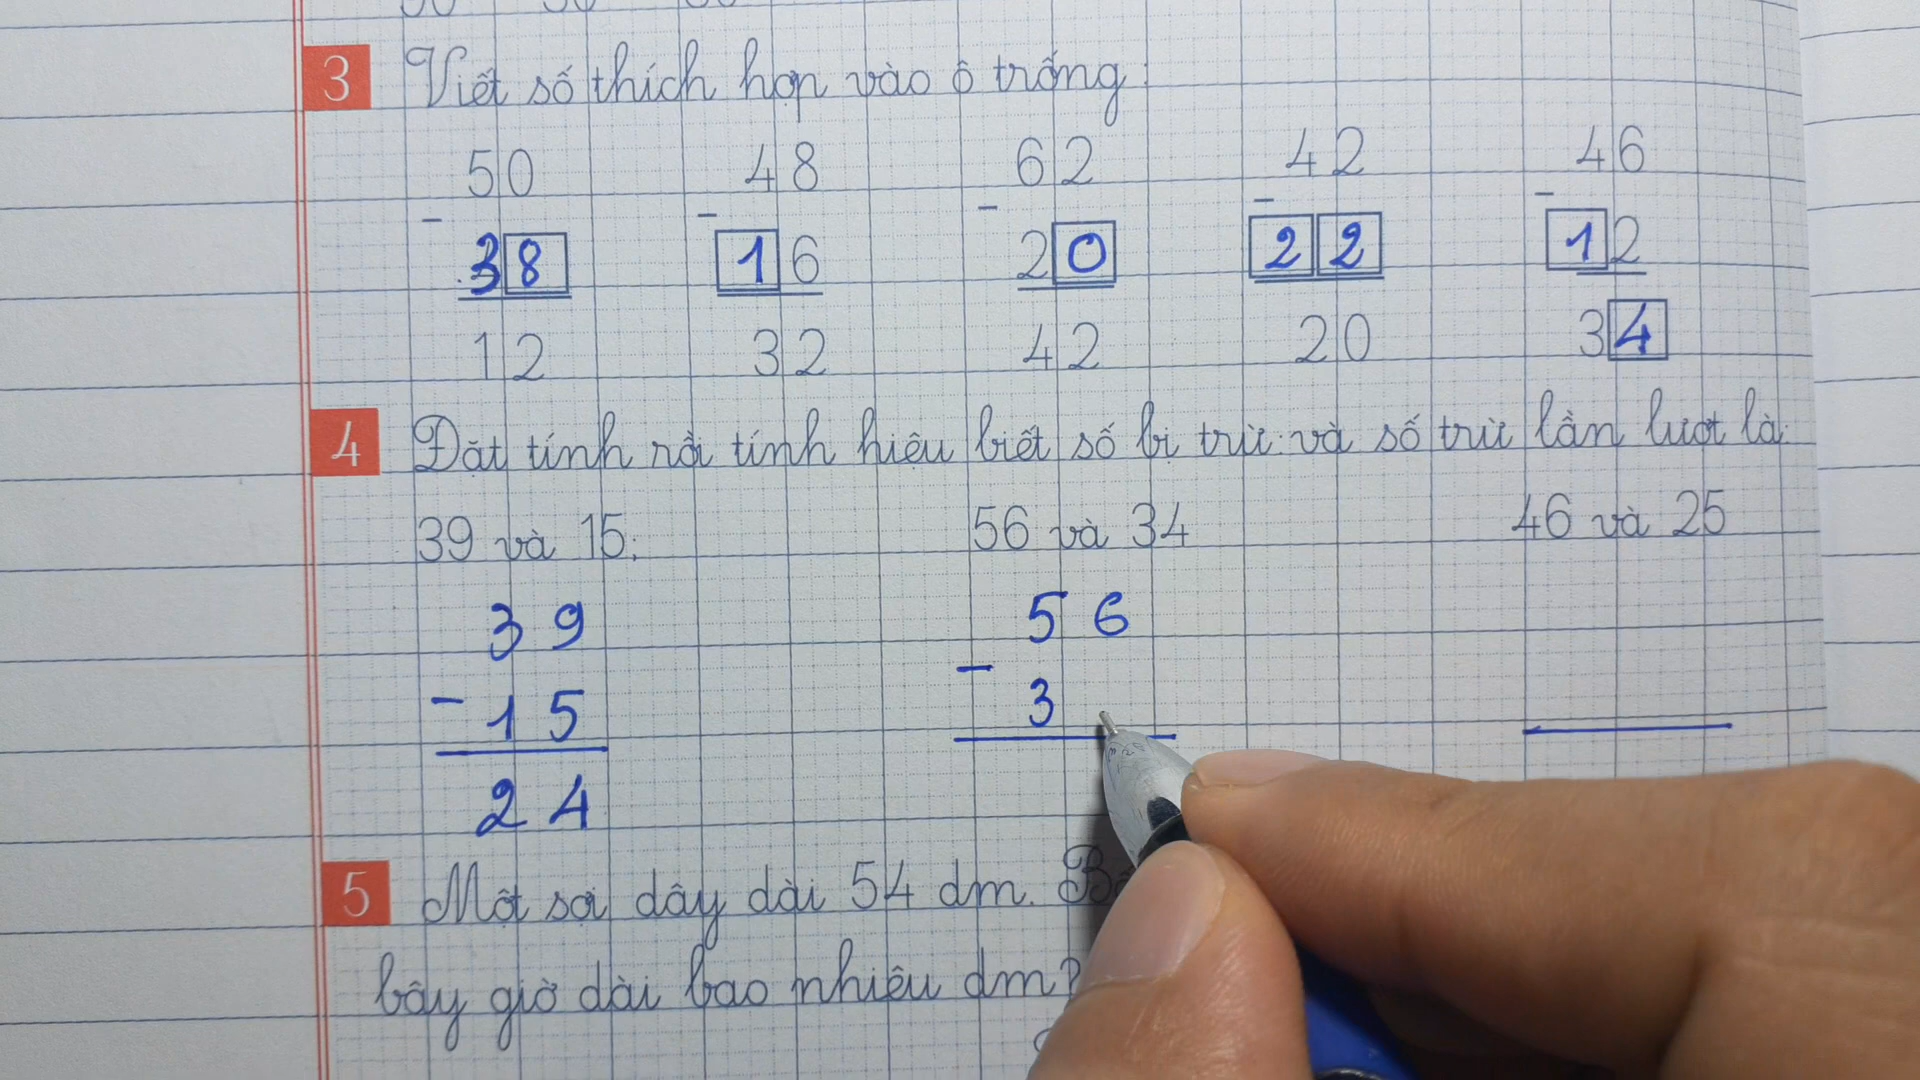 3 Viết số thích hợp vào ô trống:
50 48 62 42 46
- - - - -
38 16 20 22 12
12 32 42 20 34
4 Đặt tính rồi tính hiệu biết số bị trừ và số trừ lần lượt là
39 và 15; 56 và 34 46 và 25
39 56
- 15 - 3
24
5 Một sợi dây dài 54 dm.
bây giờ dài bao nhiêu dm?